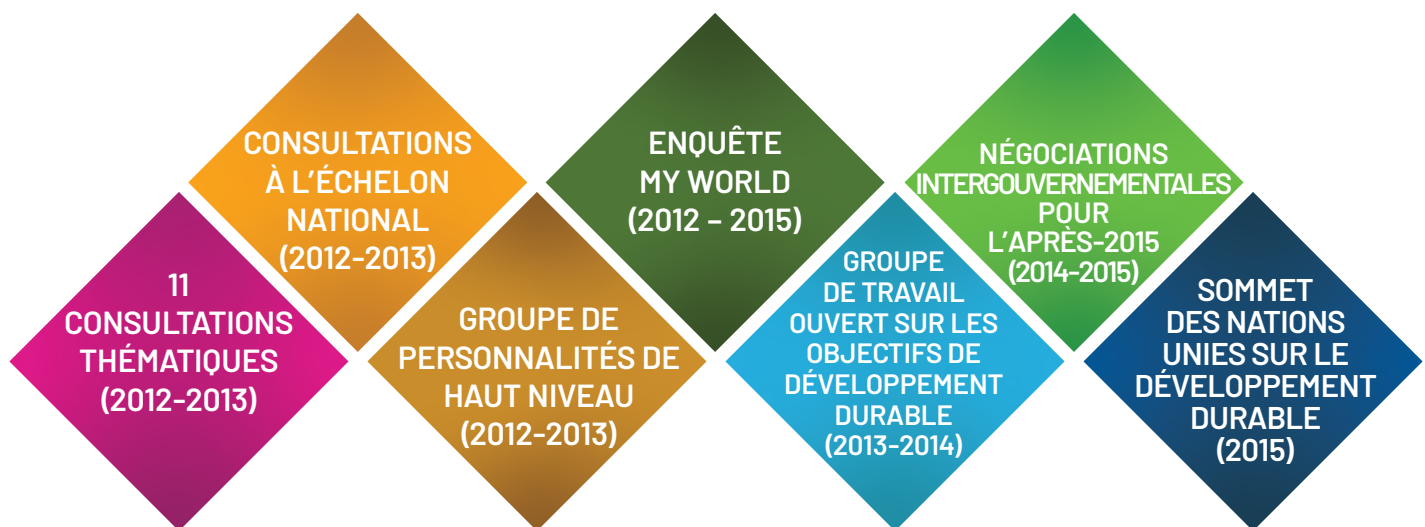 11
CONSULTATIONS
THÉMATIQUES
(2012-2013)
CONSULTATIONS
À L’ÉCHELON
NATIONAL
(2012-2013)
GROUPE DE
PERSONNALITÉS DE
HAUT NIVEAU
(2012-2013)
ENQUÊTE
MY WORLD
(2012 – 2015)
GROUPE
DE TRAVAIL
OUVERT SUR LES
OBJECTIFS DE
DÉVELOPPEMENT
DURABLE
(2013-2014)
NÉGOCIATIONS
INTERGOUVERNEMENTALES
POUR
L’APRÈS-2015
(2014-2015)
SOMMET
DES NATIONS
UNIES SUR LE
DÉVELOPPEMENT
DURABLE
(2015)